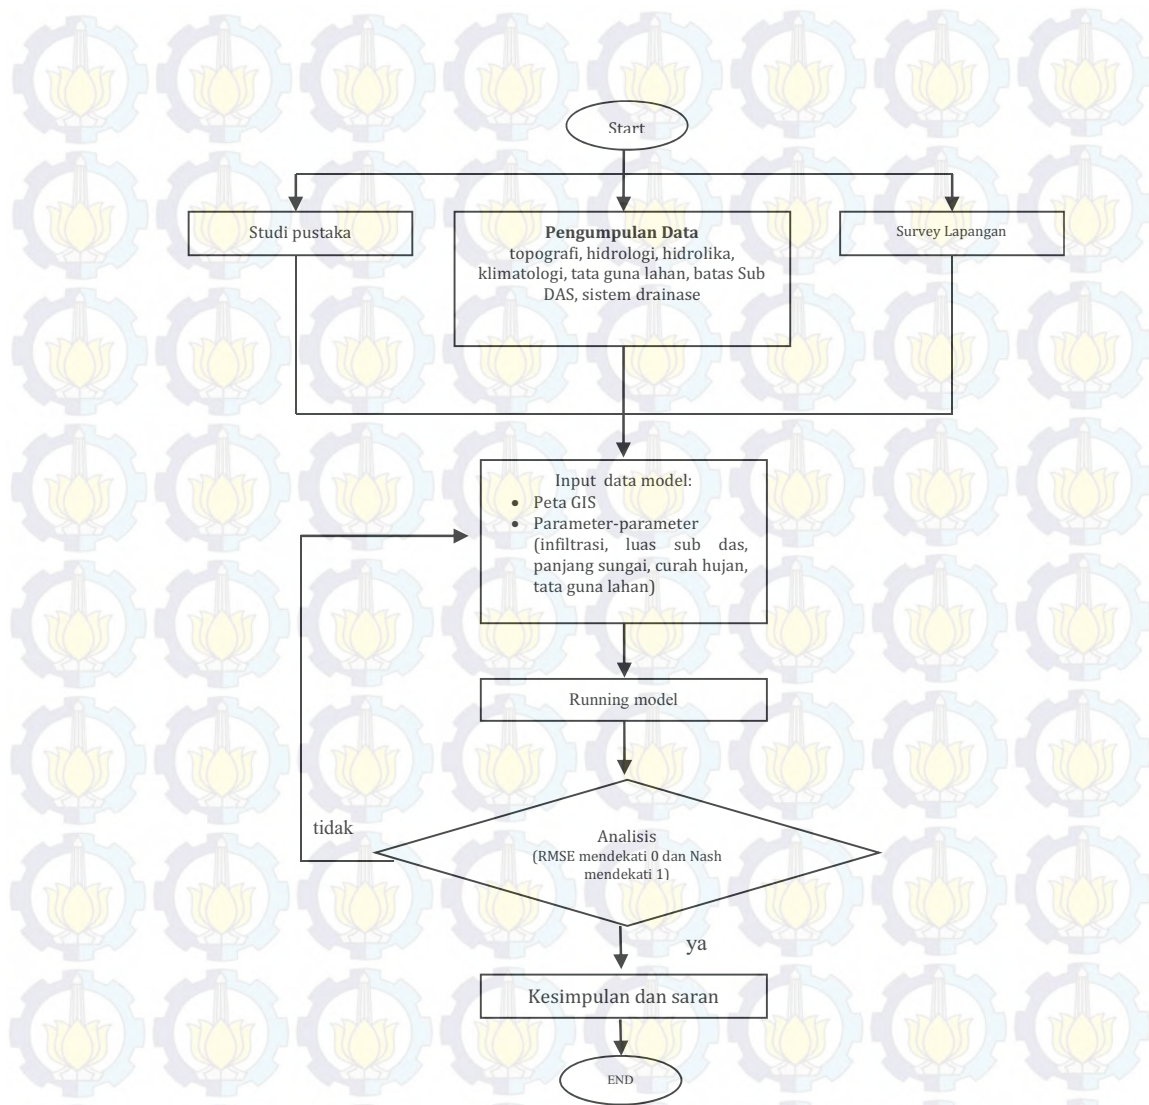 Start
Studi pustaka
Pengumpulan Data
topografi, hidrologi, hidrolika,
klimatologi, tata guna lahan, batas Sub
DAS, sistem drainase
Survey Lapangan
Input data model:
• Peta GIS
• Parameter-parameter
(infiltrasi, luas sub das,
panjang sungai, curah hujan,
tata guna lahan)
Running model
tidak
Analisis
(RMSE mendekati 0 dan Nash
mendekati 1)
ya
Kesimpulan dan saran
END